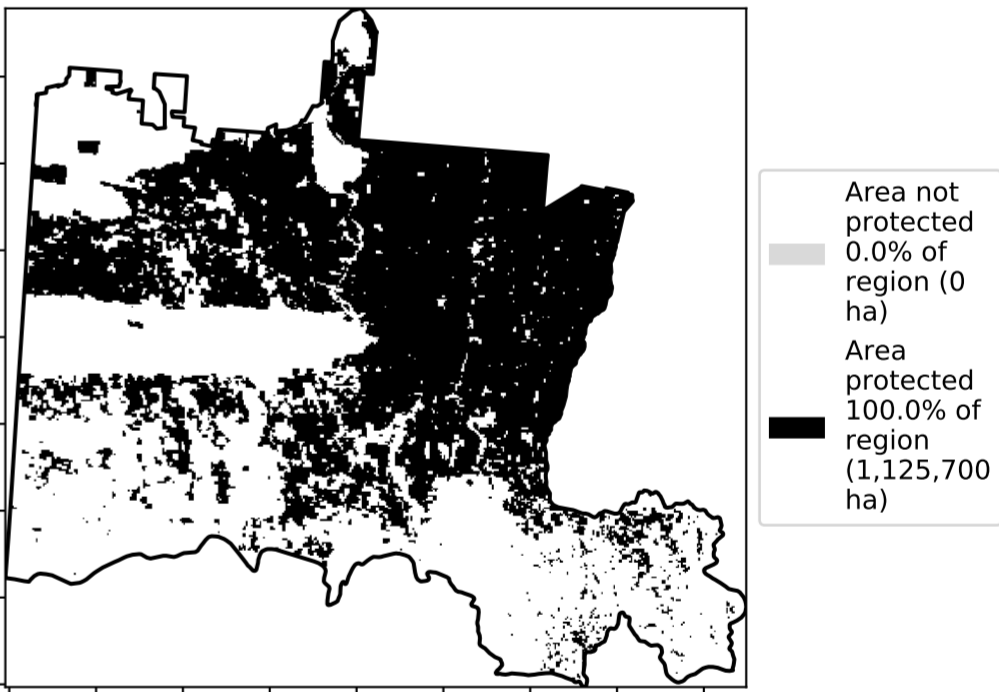 Area not
protected
0.0% of
region (0
ha)
Area
protected
100.0% of
region
(1,125,700
ha)